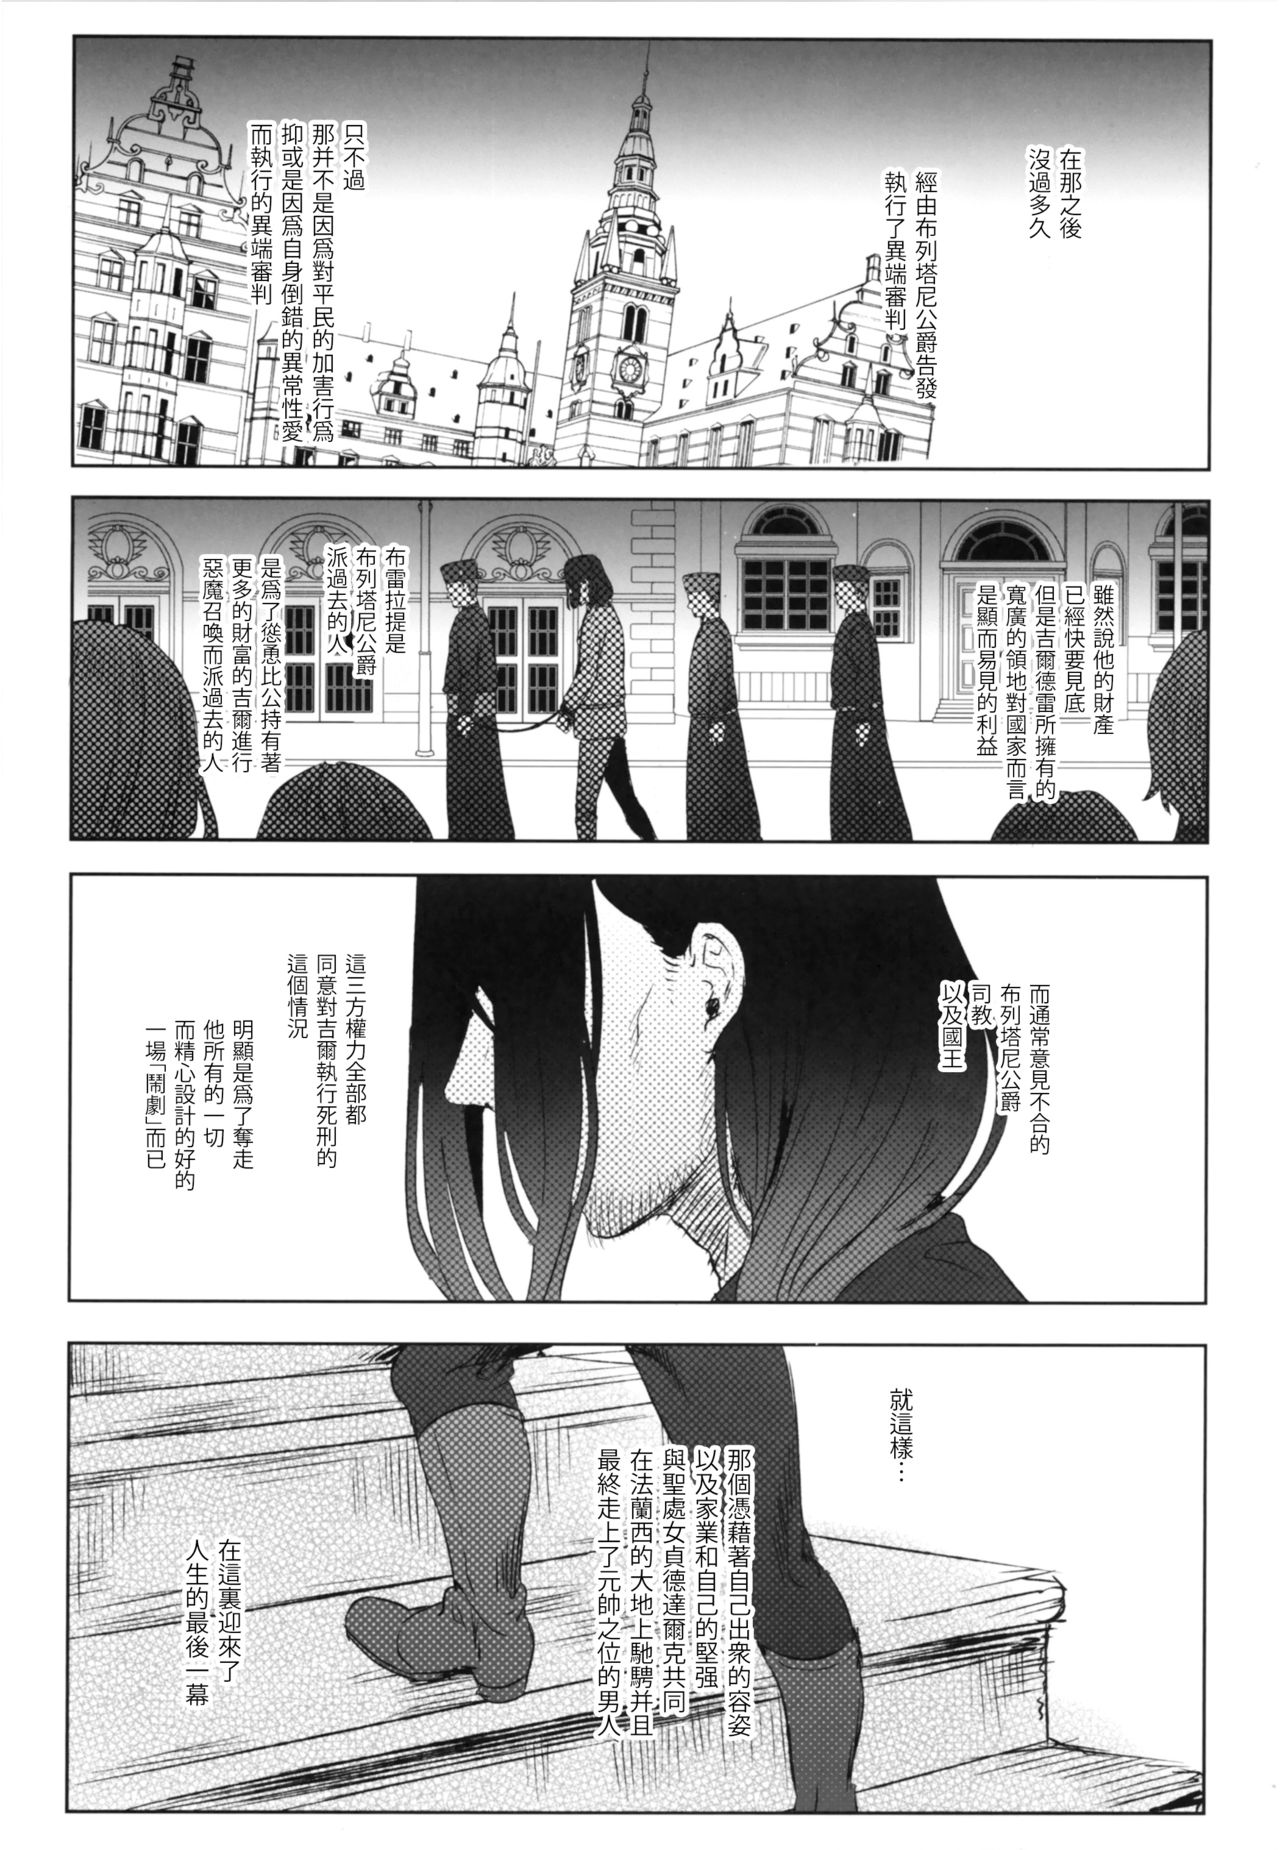 在那之後
沒過多久
經由布列塔尼公爵告發
執行了異端審判
只不過
那并不是因爲對平民的加害行爲
抑或是因爲自身倒錯的異常性愛
而執行的異端審判
雖然說他的財產
已經快要見底
但是吉爾德雷所擁有的
寬廣的領地對國家而言
是顯而易見的利益
布雷拉提是
布列塔尼公爵
派過去的人
是爲了慫恿比公持有著
更多的財富的吉爾進行
惡魔召喚而派過去的人
而通常意見不合的
布列塔尼公爵
司教
以及國王
這三方權力全部都
同意對吉爾執行死刑的
這個情況
明顯是爲了奪走
他所有的一切
而精心設計的好的
一場「鬧劇」而已
就這樣…
那個憑藉著自己出衆的容姿
以及家業和自己的堅强
與聖處女貞德達爾克共同
在法蘭西的大地上馳騁并且
最終走上了元帥之位的男人
在這裏迎來了
人生的最後一幕